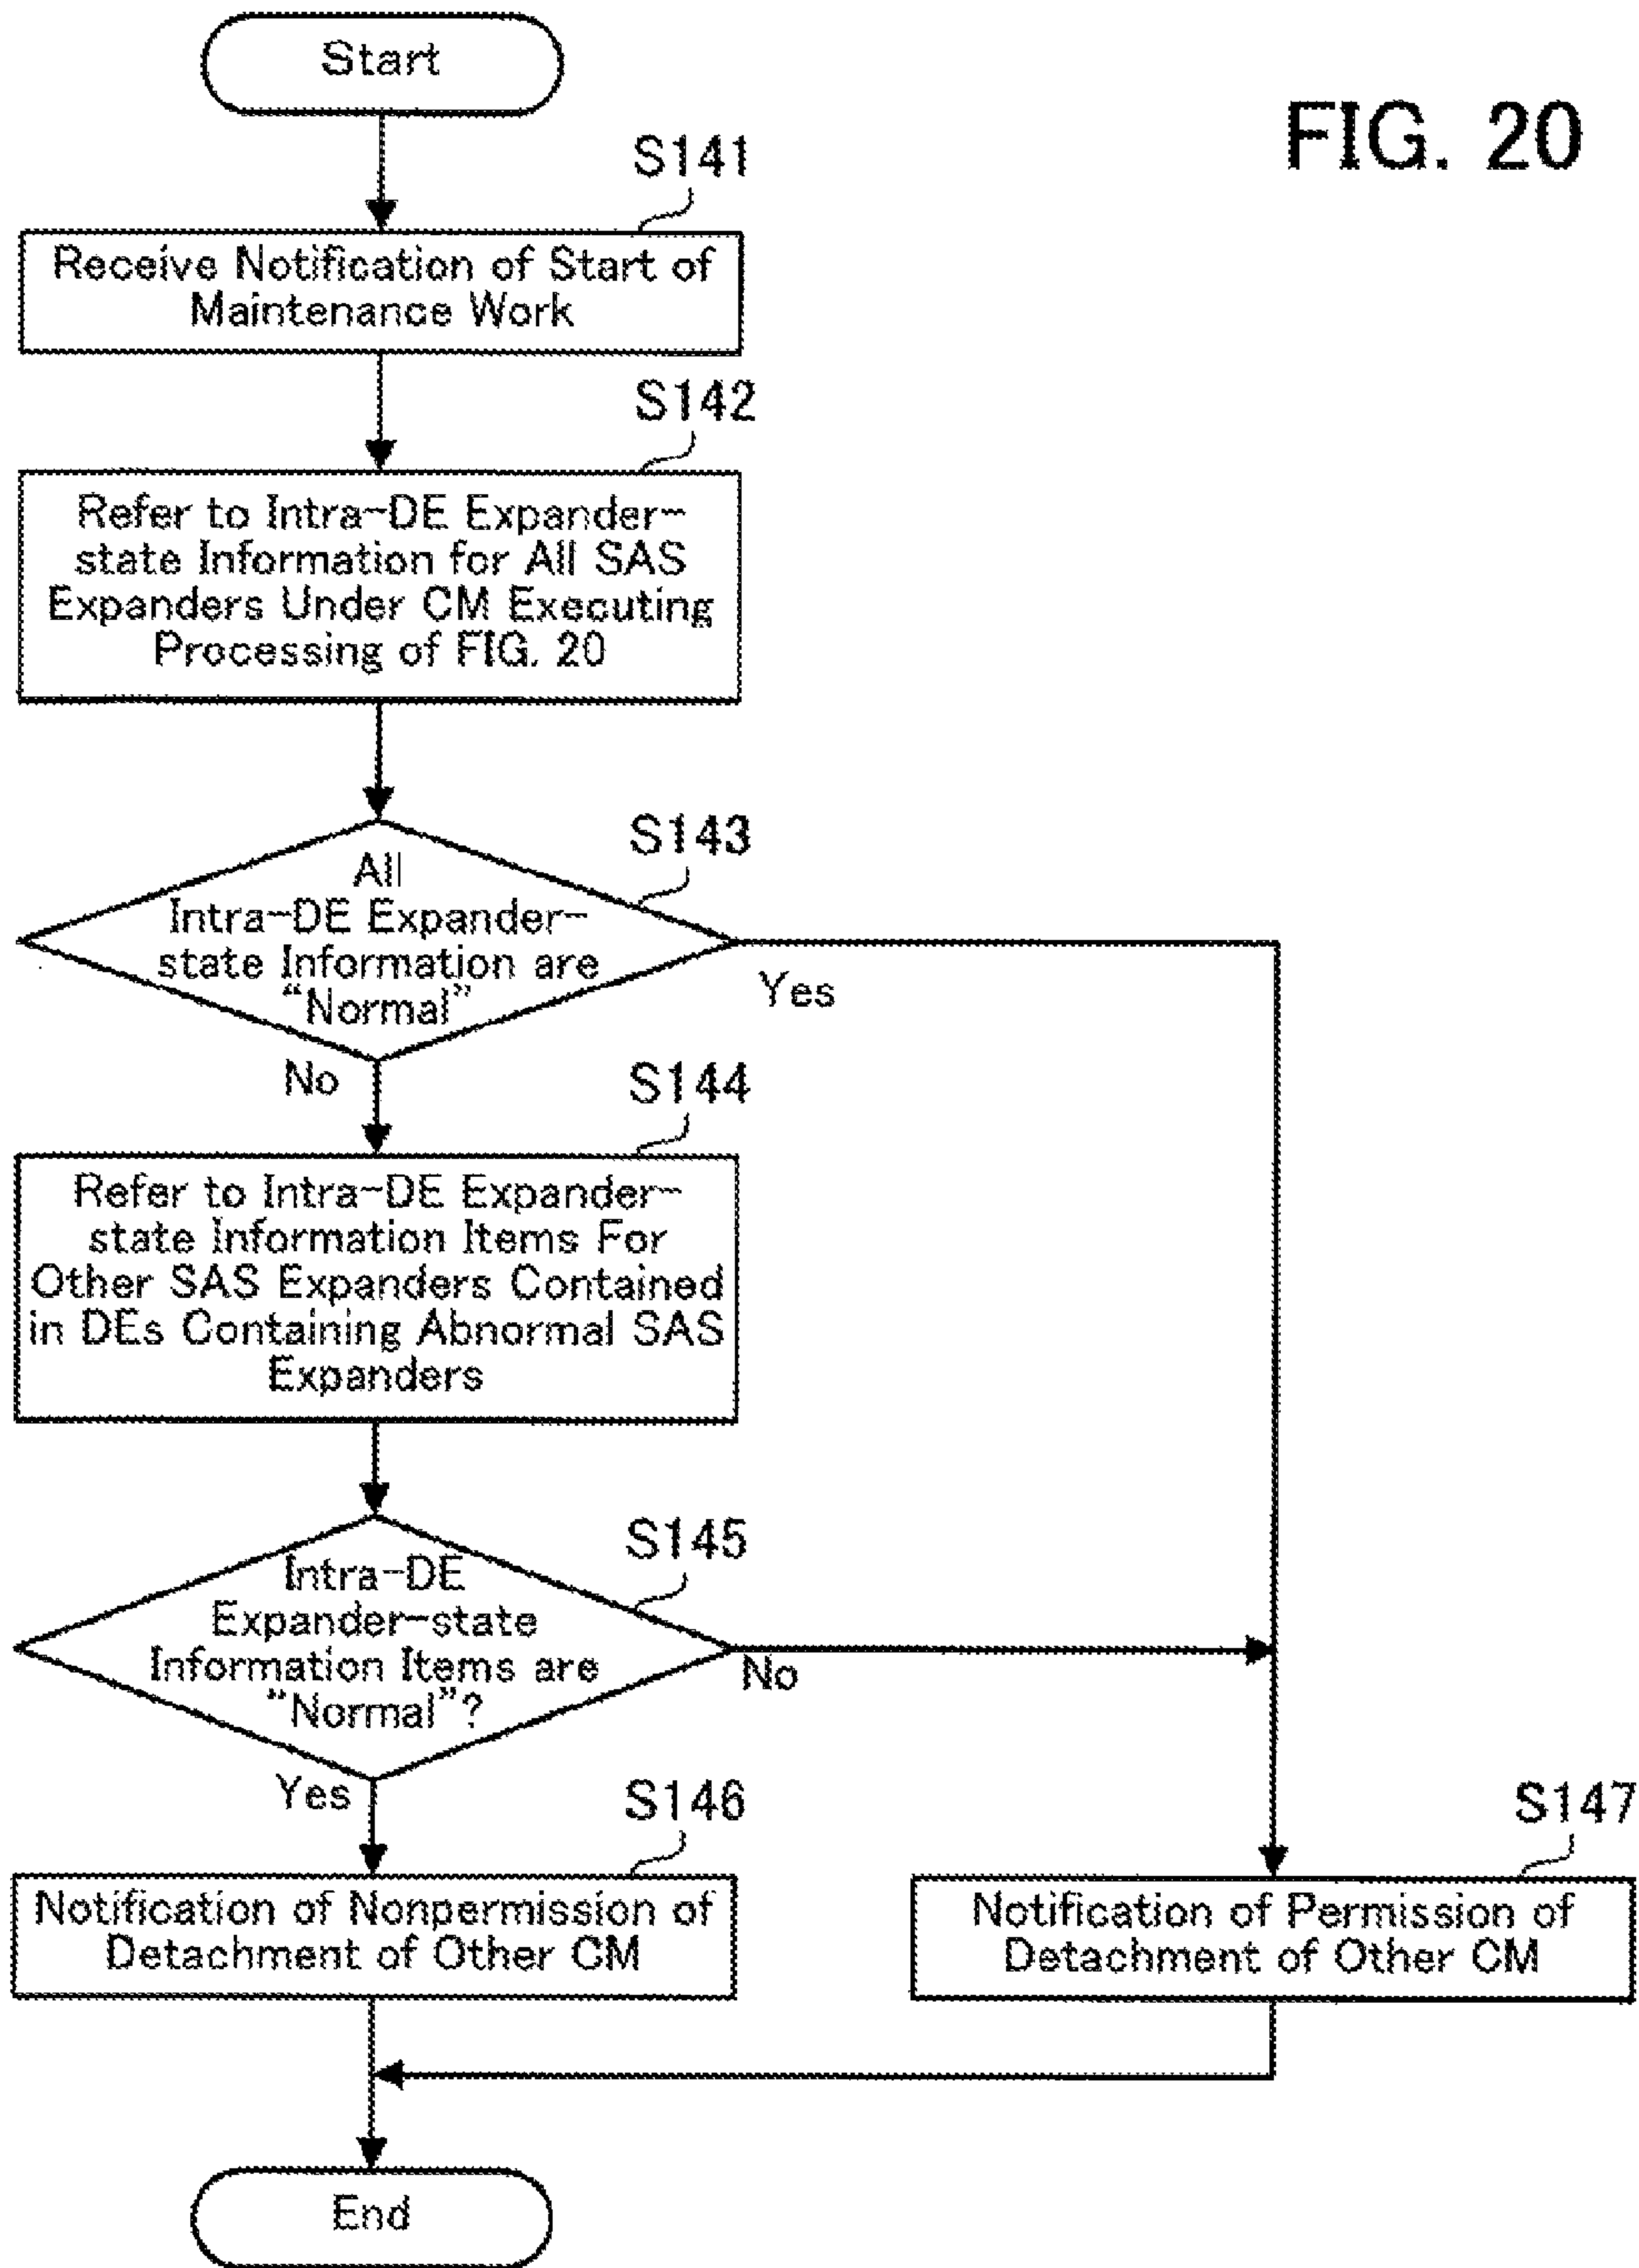 Start
FIG. 20
S141
Receive Notification of Start of
Maintenance Work
S142
Refer to Intra-DE Expander-
state Information for All SAS
Expanders Under CM Executing
Processing of FIG. 20
S143
All
Intra-DE Expander-
state Information are
“Normal”
Yes
No
S144
Refer to Intra-DE Expander-
state Information Items For
Other SAS Expanders Contained
in DEs Containing Abnormal SAS
Expanders
S145
Intra-DE
Expander-state
Information Items are
“Normal”?
No
Yes
S146
Notification of Nonpermission of
Detachment of Other CM
S147
Notification of Permission of
Detachment of Other CM
End